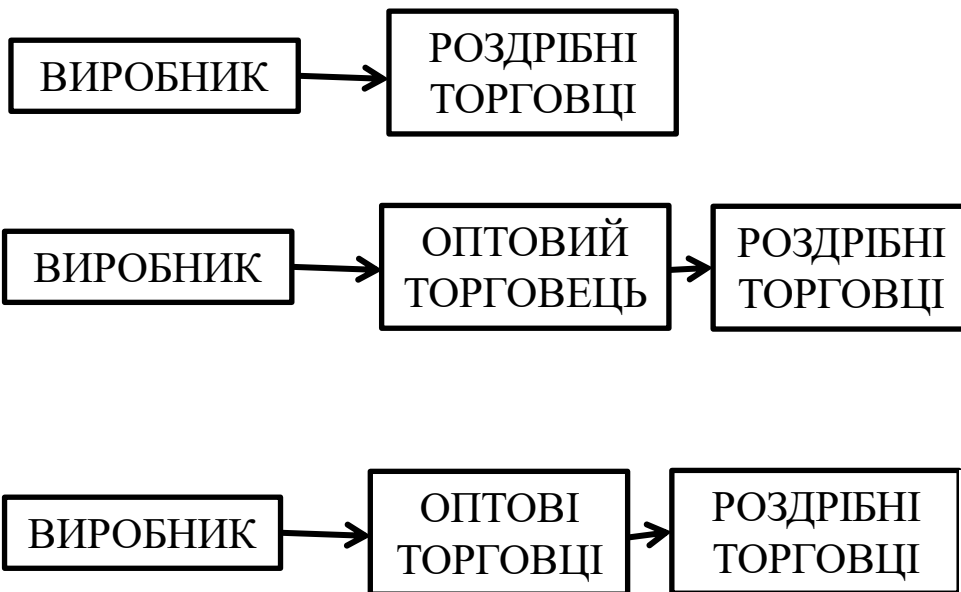 ВИРОБНИК
РОЗДРІБНІ
ТОРГОВЦІ
ВИРОБНИК
ОПТОВИЙ
ТОРГОВЕЦЬ
РОЗДРІБНІ
ТОРГОВЦІ
ВИРОБНИК
ОПТОВІ
ТОРГОВЦІ
РОЗДРІБНІ
ТОРГОВЦІ